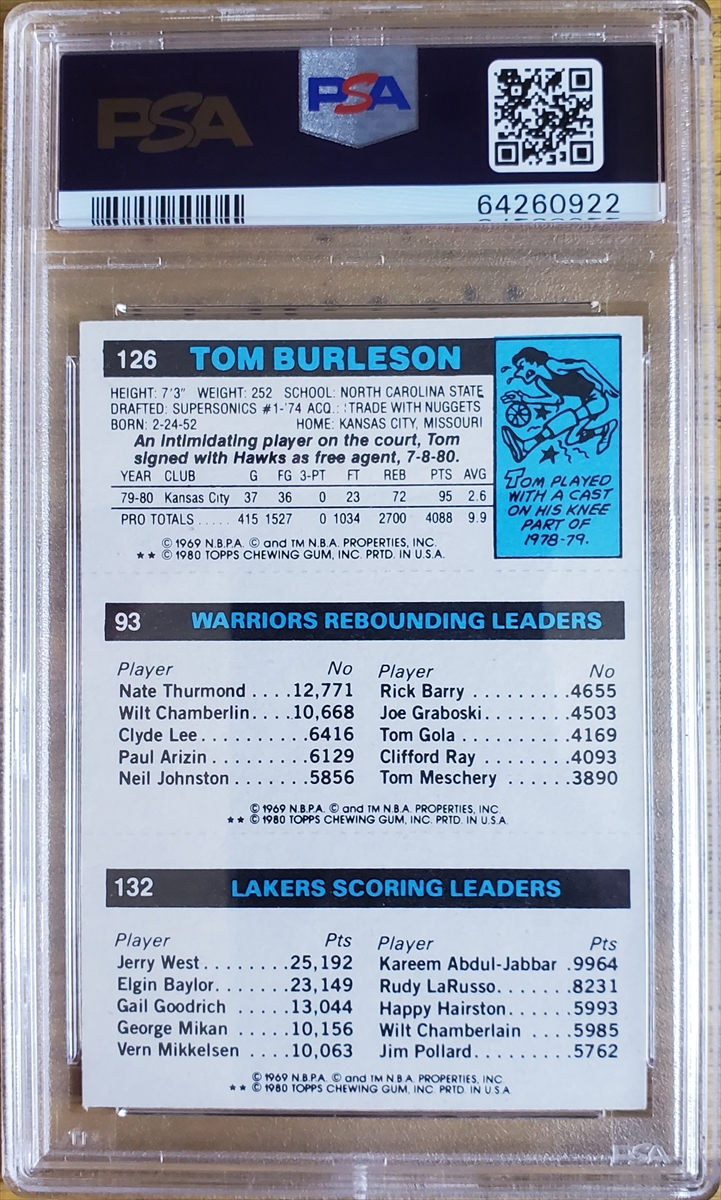 PSA
PSA
64260922
126 TOM BURLESON
HEIGHT: 7'3" WEIGHT: 252 SCHOOL: NORTH CAROLINA STATE
DRAFTED: SUPERSONICS #1-'74 ACQ.: TRADE WITH NUGGETS
BORN: 2-24-52 HOME: KANSAS CITY, MISSOURI
An intimidating player on the court, Tom
signed with Hawks as free agent, 7-8-80.
YEAR CLUB G FG 3-PT FT REB PTS AVG
79-80 Kansas City 37 36 0 23 72 95 2.6
PRO TOTALS ..... 415 1527 0 1034 2700 4088 9.9
© 1969 N.B.P.A. © and TM N.B.A. PROPERTIES, INC.
★★ © 1980 TOPPS CHEWING GUM, INC. PRTD. IN U.S.A.
TOM PLAYED
WITH A CAST
ON HIS KNEE
PART OF
1978-79.
93 WARRIORS REBOUNDING LEADERS
Player No Player No
Nate Thurmond ....12,771 Rick Barry .........4655
Wilt Chamberlin....10,668 Joe Graboski........4503
Clyde Lee..........6416 Tom Gola ..........4169
Paul Arizin .........6129 Clifford Ray .......4093
Neil Johnston .......5856 Tom Meschery ......3890
© 1969 N.B.P.A. © and TM N.B.A. PROPERTIES, INC.
★★ © 1980 TOPPS CHEWING GUM, INC. PRTD. IN U.S.A.
132 LAKERS SCORING LEADERS
Player Pts Player Pts
Jerry West........25,192 Kareem Abdul-Jabbar .9964
Elgin Baylor.......23,149 Rudy LaRusso.......8231
Gail Goodrich ......13,044 Happy Hairston......5993
George Mikan ......10,156 Wilt Chamberlain ....5985
Vern Mikkelsen .....10,063 Jim Pollard.........5762
© 1969 N.B.P.A. © and TM N.B.A. PROPERTIES, INC
★★ © 1980 TOPPS CHEWING GUM, INC. PRTD. IN U.S.A
PSA